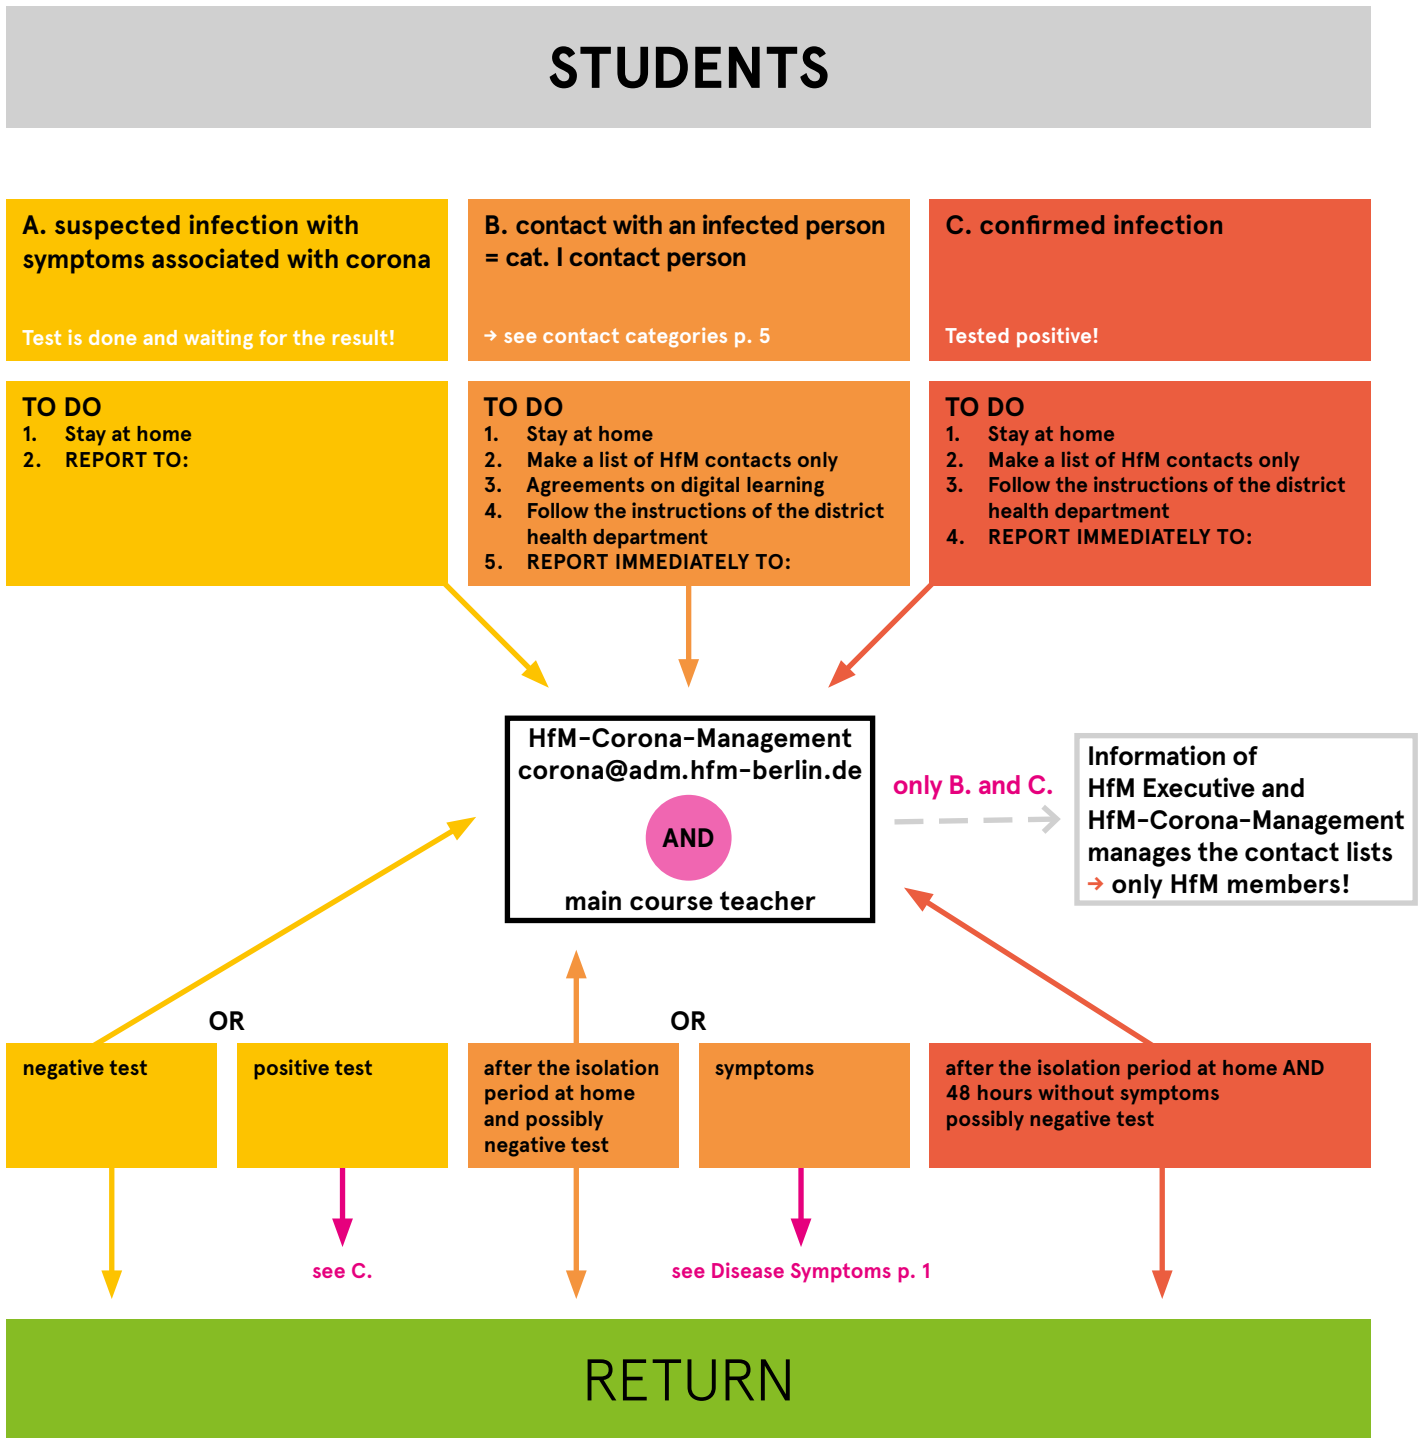 STUDENTS
A. suspected infection with
symptoms associated with corona
Test is done and waiting for the result!
B. contact with an infected person
= cat. I contact person
→ see contact categories p. 5
C. confirmed infection
Tested positive!
TO DO
1. Stay at home
2. REPORT TO:
TO DO
1. Stay at home
2. Make a list of HfM contacts only
3. Agreements on digital learning
4. Follow the instructions of the district
health department
5. REPORT IMMEDIATELY TO:
TO DO
1. Stay at home
2. Make a list of HfM contacts only
3. Follow the instructions of the district
health department
4. REPORT IMMEDIATELY TO:
HfM-Corona-Management
corona@adm.hfm-berlin.de
AND
main course teacher
only B. and C.
Information of
HfM Executive and
HfM-Corona-Management
manages the contact lists
→ only HfM members!
OR
negative test
positive test
see C.
OR
after the isolation
period at home
and possibly
negative test
symptoms
see Disease Symptoms p. 1
after the isolation period at home AND
48 hours without symptoms
possibly negative test
RETURN